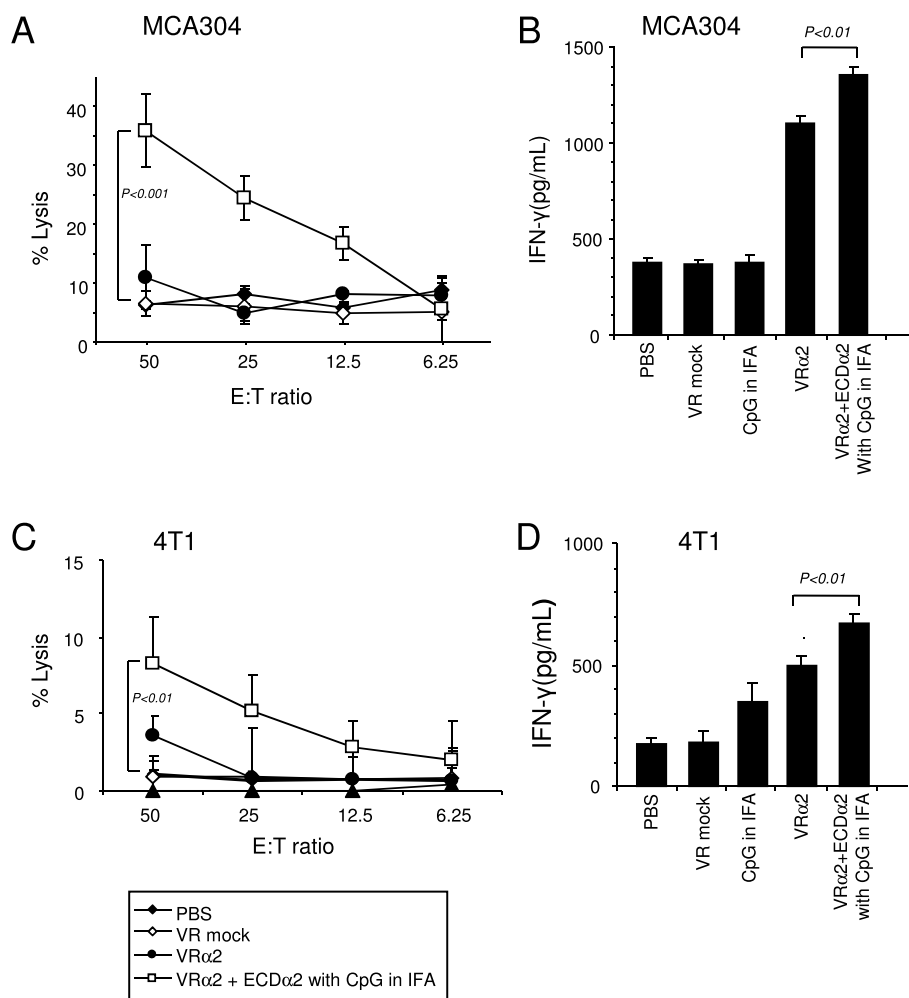 A
MCA304
% Lysis
40
30
20
10
0
P<0.001
50
25
12.5
6.25
E:T ratio
B
MCA304
P<0.01
IFN-γ(pg/mL)
1500
1000
500
0
PBS
VR mock
CpG in IFA
VRα2
VRα2+ECDα2
With CpG in IFA
C
4T1
% Lysis
15
10
5
0
P<0.01
50
25
12.5
6.25
E:T ratio
D
4T1
P<0.01
IFN-γ(pg/mL)
1000
500
0
PBS
VR mock
CpG in IFA
VRα2
VRα2+ECDα2
with CpG in IFA
PBS
VR mock
VRα2
VRα2 + ECDα2 with CpG in IFA